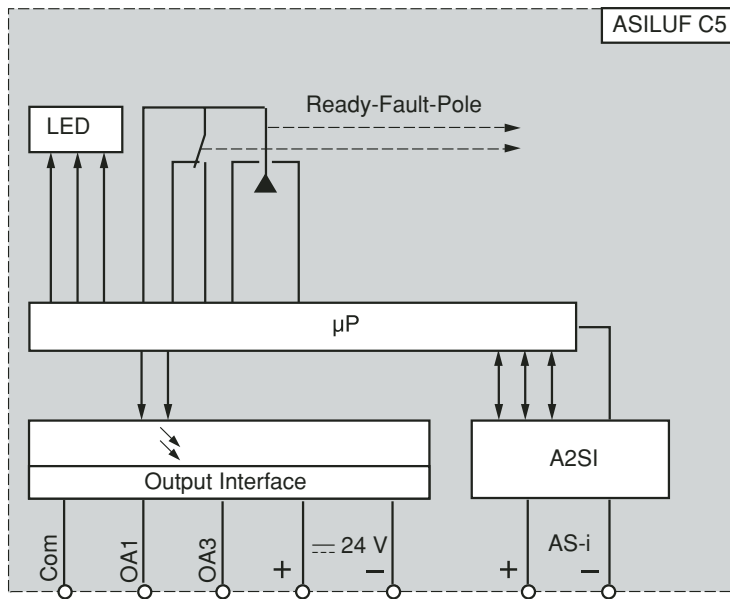 ASILUF C5
Ready-Fault-Pole
LED
µP
A2SI
Output Interface
Com
OA1
OA3
+
24 V
−
+
AS-i
−